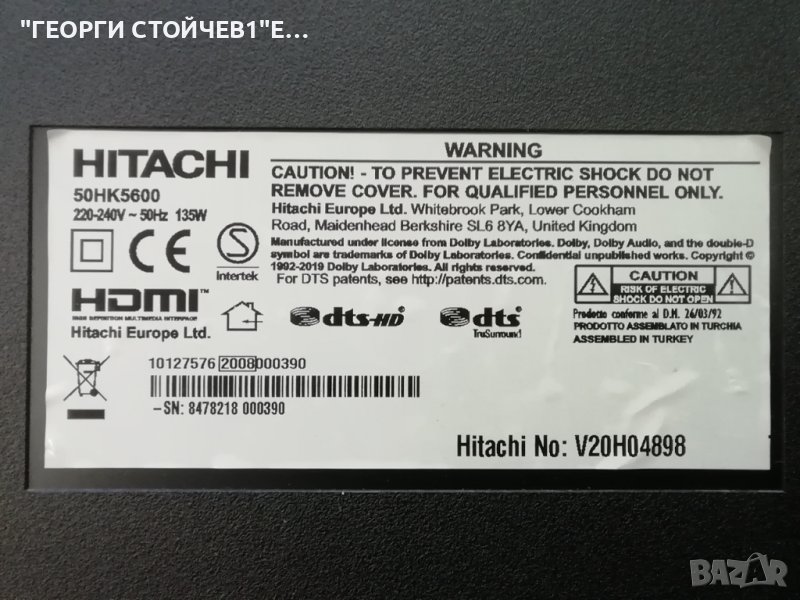 "ГЕОРГИ СТОЙЧЕВ1"Е...
HITACHI
50HK5600
220-240V ~ 50Hz 135W
Intertek
HDMI™
HIGH DEFINITION MULTIMEDIA INTERFACE
Hitachi Europe Ltd.
WARNING
CAUTION! - TO PREVENT ELECTRIC SHOCK DO NOT
REMOVE COVER. FOR QUALIFIED PERSONNEL ONLY.
Hitachi Europe Ltd. Whitebrook Park, Lower Cookham
Road, Maidenhead Berkshire SL6 8YA, United Kingdom
Manufactured under license from Dolby Laboratories. Dolby, Dolby Audio, and the double-D
symbol are trademarks of Dolby Laboratories. Confidential unpublished works. Copyright ©
1992-2019 Dolby Laboratories. All rights reserved.
For DTS patents, see http://patents.dts.com.
CAUTION
RISK OF ELECTRIC
SHOCK DO NOT OPEN
dts-HD
dts
TruSurround
Prodotto conforme al D.M. 26/03/92
PRODOTTO ASSEMBLATO IN TURCHIA
ASSEMBLED IN TURKEY
10127576 2008000390
-SN: 8478218 000390
Hitachi No: V20H04898
BAZAR